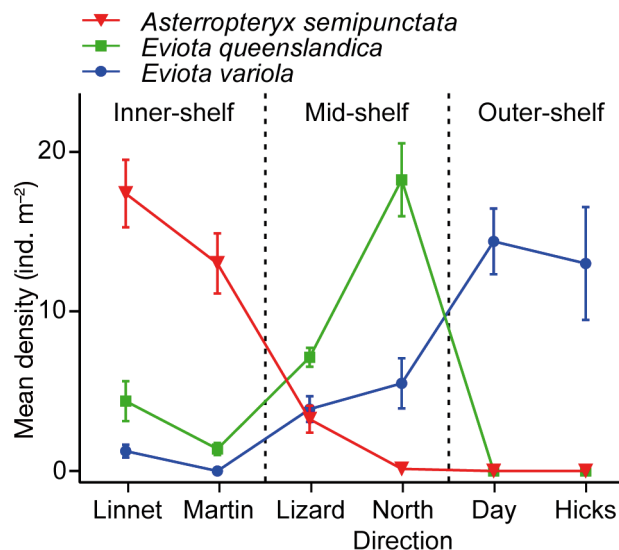 Asterropteryx semipunctata
Eviota queenslandica
Eviota variola
Inner-shelf Mid-shelf Outer-shelf
Mean density (ind. m⁻²)
20
10
0
Linnet Martin Lizard North Day Hicks
Direction